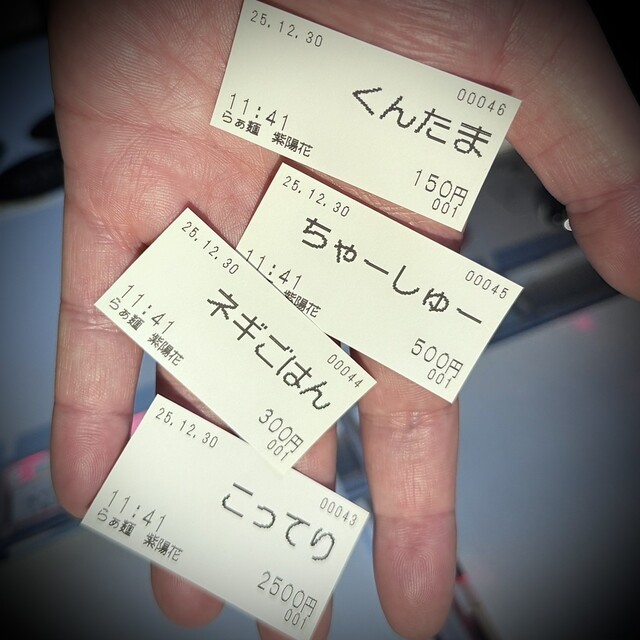 25.12.30
00046
くんたま
11:41
らぁ麺 紫陽花
150円
001
25.12.30
00045
ちゃーしゅー
11:41
紫陽花
500円
001
25.12.30
00044
ネギごはん
11:41
らぁ麺 紫陽花
300円
001
25.12.30
00043
こってり
11:41
らぁ麺 紫陽花
2500円
001